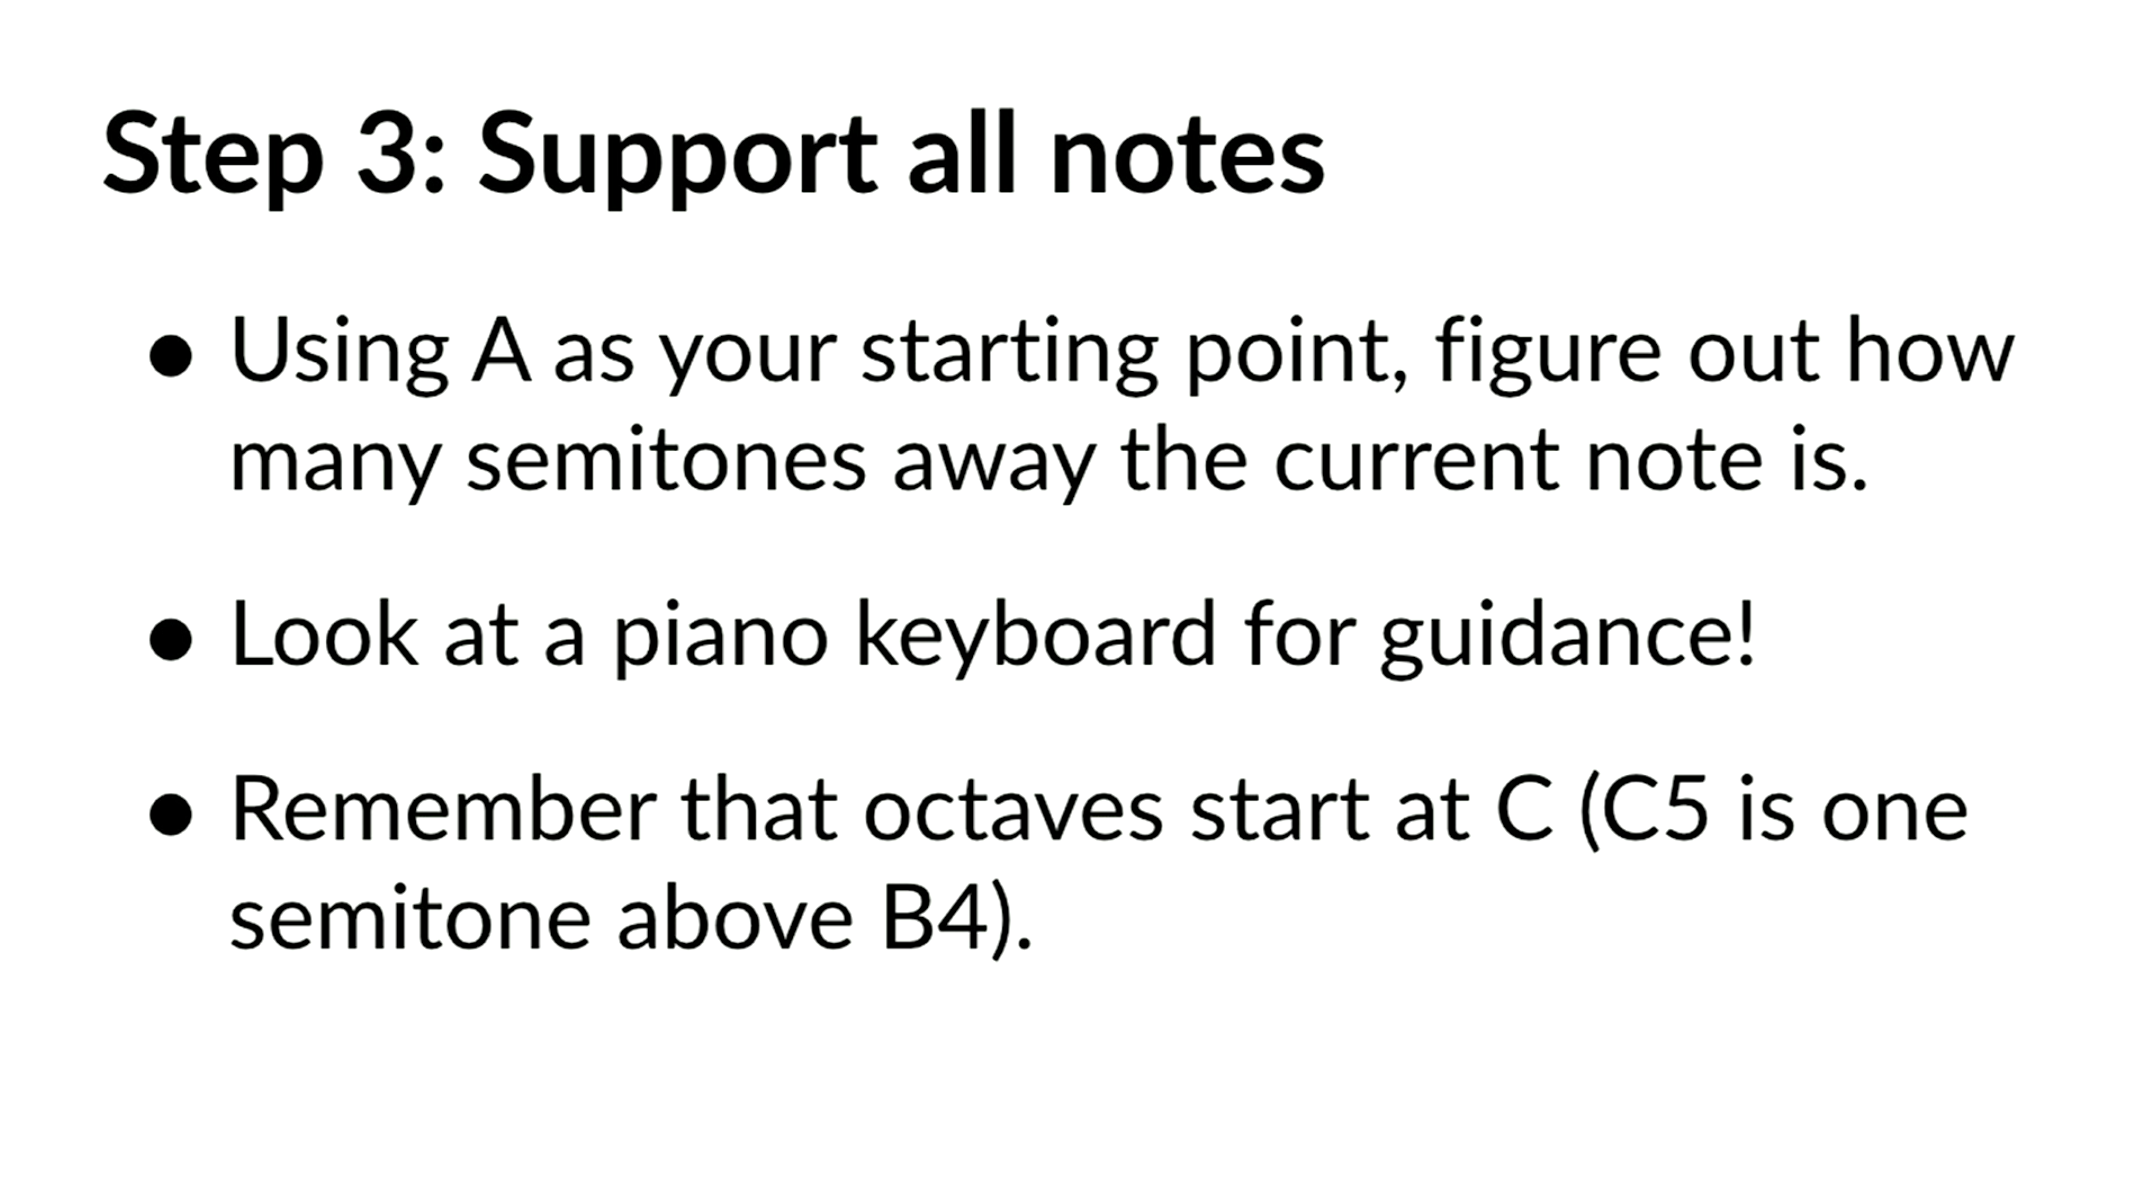 Step 3: Support all notes
● Using A as your starting point, figure out how
many semitones away the current note is.
● Look at a piano keyboard for guidance!
● Remember that octaves start at C (C5 is one
semitone above B4).